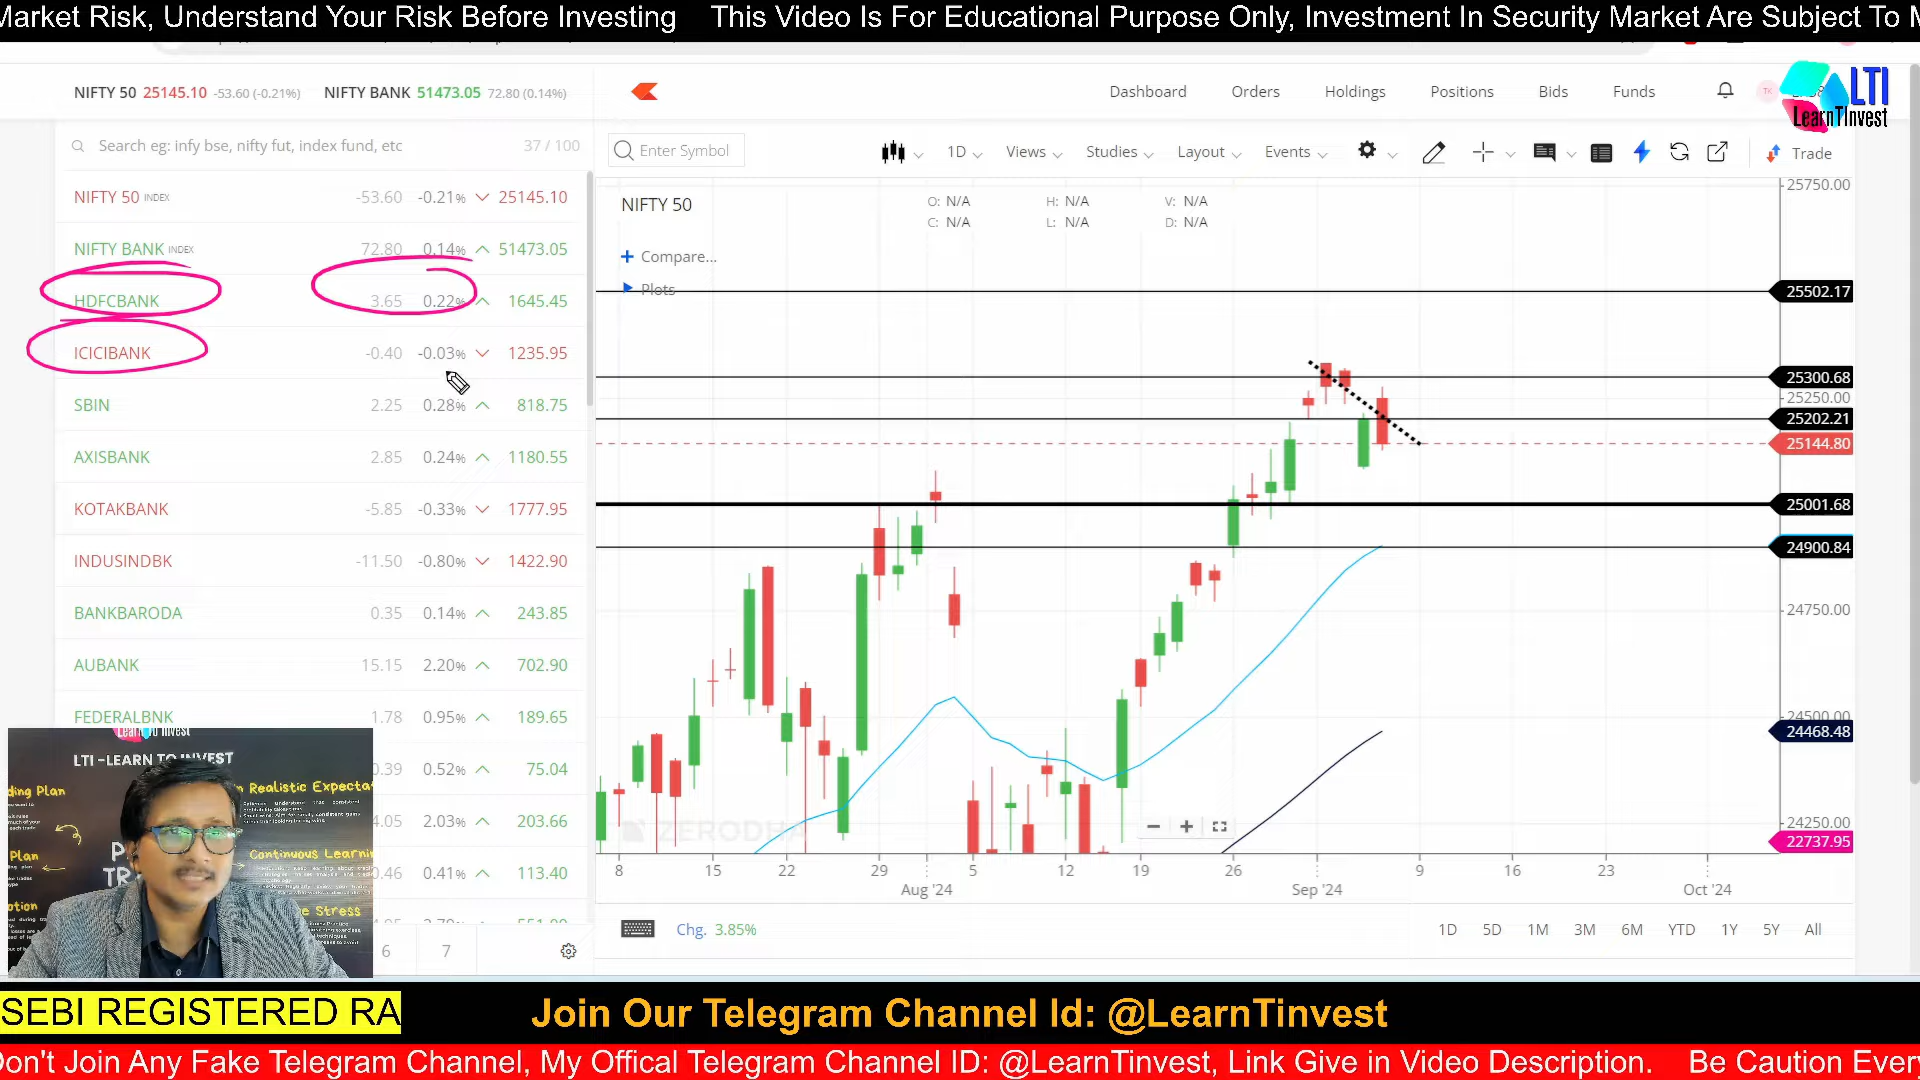 Market Risk, Understand Your Risk Before Investing This Video Is For Educational Purpose Only, Investment In Security Market Are Subject To M
NIFTY 50 25145.10 -53.60 (-0.21%) NIFTY BANK 51473.05 72.80 (0.14%)
Dashboard Orders Holdings Positions Bids Funds
TK
LTI
LearnTInvest
Search eg: infy bse, nifty fut, index fund, etc 37 / 100
Enter Symbol 1D Views Studies Layout Events Trade
NIFTY 50 INDEX -53.60 -0.21% 25145.10
NIFTY BANK INDEX 72.80 0.14% 51473.05
HDFCBANK 3.65 0.22% 1645.45
ICICIBANK -0.40 -0.03% 1235.95
SBIN 2.25 0.28% 818.75
AXISBANK 2.85 0.24% 1180.55
KOTAKBANK -5.85 -0.33% 1777.95
INDUSINDBK -11.50 -0.80% 1422.90
BANKBARODA 0.35 0.14% 243.85
AUBANK 15.15 2.20% 702.90
FEDERALBNK 1.78 0.95% 189.65
0.39 0.52% 75.04
4.05 2.03% 203.66
0.46 0.41% 113.40
6 7
NIFTY 50
O: N/A H: N/A V: N/A
C: N/A L: N/A D: N/A
Compare...
Plots
25750.00
25502.17
25300.68
25250.00
25202.21
25144.80
25001.68
24900.84
24750.00
24500.00
24468.48
24250.00
22737.95
ZERODHA
8 15 22 29 5 12 19 26 9 16 23
Aug '24 Sep '24 Oct '24
Chg. 3.85%
1D 5D 1M 3M 6M YTD 1Y 5Y All
Learn To Invest
LTI -LEARN TO INVEST
Realistic Expecta
Continuous Learnin
Stress
Plan
SEBI REGISTERED RA
Join Our Telegram Channel Id: @LearnTinvest
Don't Join Any Fake Telegram Channel, My Offical Telegram Channel ID: @LearnTinvest, Link Give in Video Description. Be Caution Every